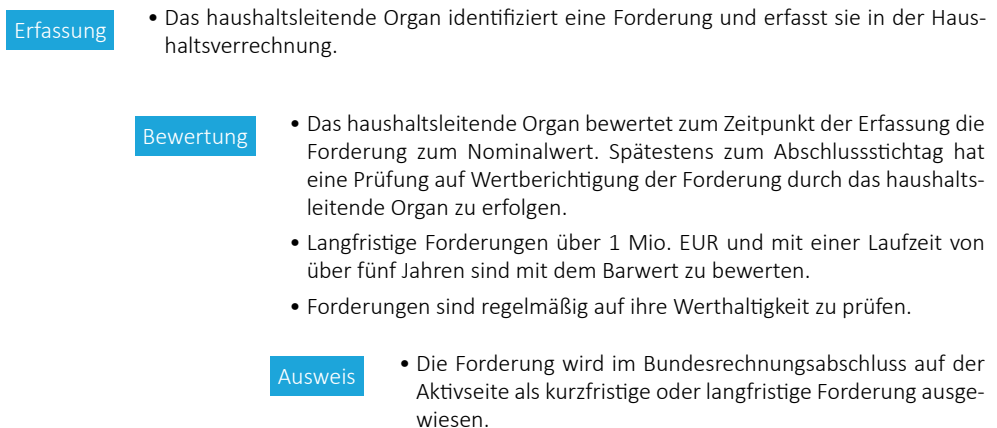 Erfassung
• Das haushaltsleitende Organ identifiziert eine Forderung und erfasst sie in der Haus-
haltsverrechnung.
Bewertung
• Das haushaltsleitende Organ bewertet zum Zeitpunkt der Erfassung die
Forderung zum Nominalwert. Spätestens zum Abschlussstichtag hat
eine Prüfung auf Wertberichtigung der Forderung durch das haushalts-
leitende Organ zu erfolgen.
• Langfristige Forderungen über 1 Mio. EUR und mit einer Laufzeit von
über fünf Jahren sind mit dem Barwert zu bewerten.
• Forderungen sind regelmäßig auf ihre Werthaltigkeit zu prüfen.
Ausweis
• Die Forderung wird im Bundesrechnungsabschluss auf der
Aktivseite als kurzfristige oder langfristige Forderung ausge-
wiesen.